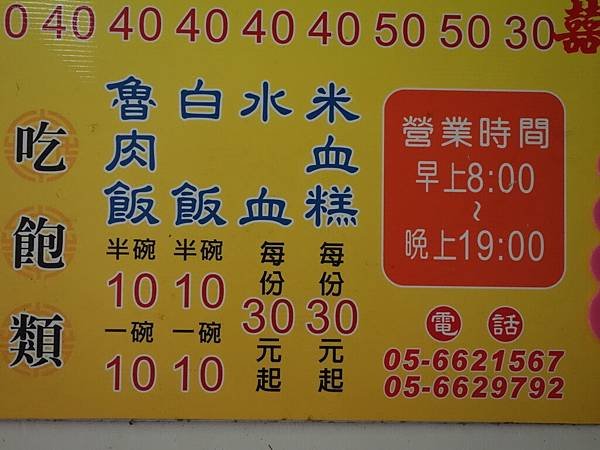 0 40 40 40 40 40 50 50 30
吃飽類
魯肉飯
半碗
10
一碗
10
白飯
半碗
10
一碗
10
水血
每份
30
元起
米血糕
每份
30
元起
營業時間
早上8:00
~
晚上19:00
電話
05-6621567
05-6629792